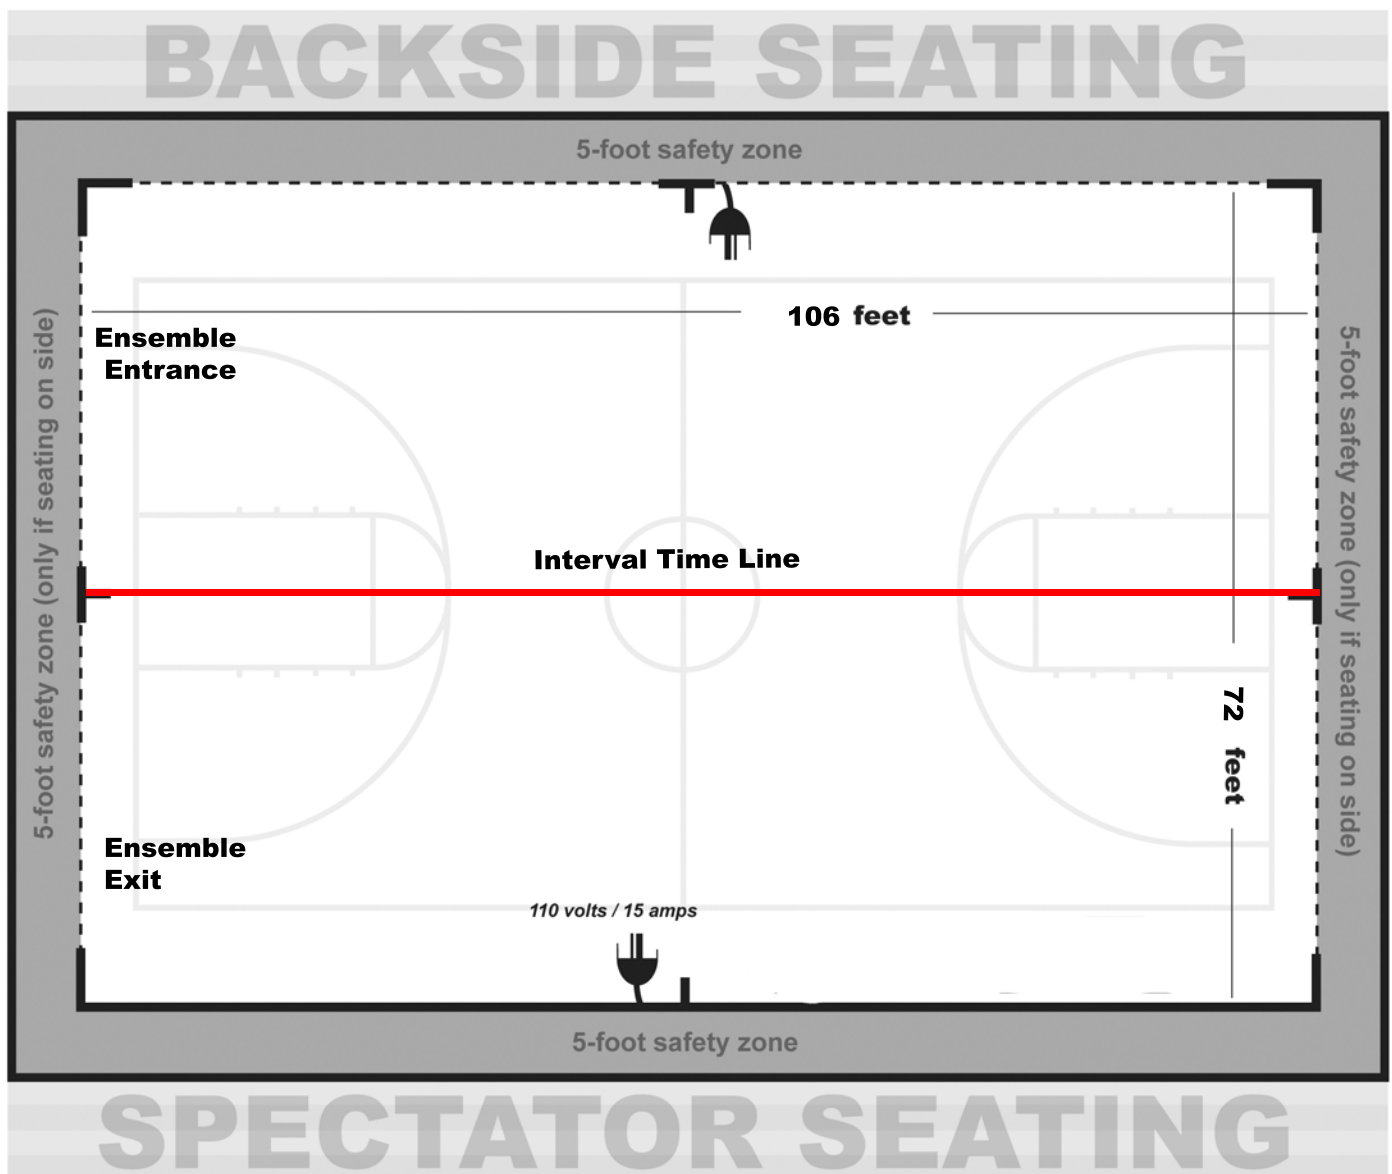 BACKSIDE SEATING
5-foot safety zone
106 feet
Ensemble
Entrance
5-foot safety zone (only if seating on side)
5-foot safety zone (only if seating on side)
Interval Time Line
72 feet
Ensemble
Exit
110 volts / 15 amps
5-foot safety zone
SPECTATOR SEATING